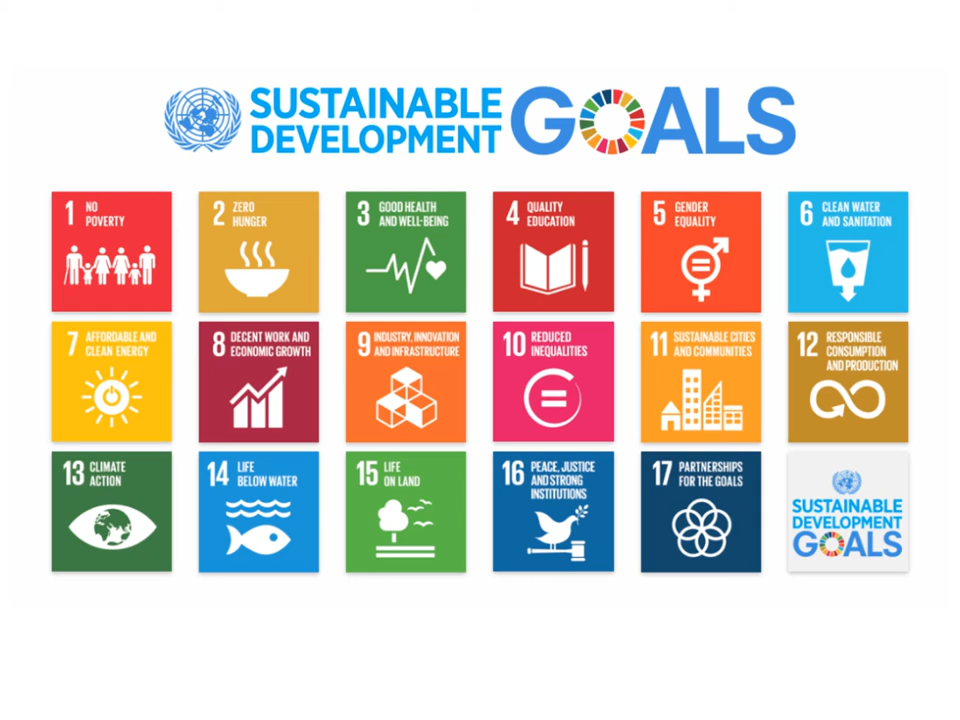 SUSTAINABLE
DEVELOPMENT
GOALS
1 NO
POVERTY
2 ZERO
HUNGER
3 GOOD HEALTH
AND WELL-BEING
4 QUALITY
EDUCATION
5 GENDER
EQUALITY
6 CLEAN WATER
AND SANITATION
7 AFFORDABLE AND
CLEAN ENERGY
8 DECENT WORK AND
ECONOMIC GROWTH
9 INDUSTRY, INNOVATION
AND INFRASTRUCTURE
10 REDUCED
INEQUALITIES
11 SUSTAINABLE CITIES
AND COMMUNITIES
12 RESPONSIBLE
CONSUMPTION
AND PRODUCTION
13 CLIMATE
ACTION
14 LIFE
BELOW WATER
15 LIFE
ON LAND
16 PEACE, JUSTICE
AND STRONG
INSTITUTIONS
17 PARTNERSHIPS
FOR THE GOALS
SUSTAINABLE
DEVELOPMENT
GOALS